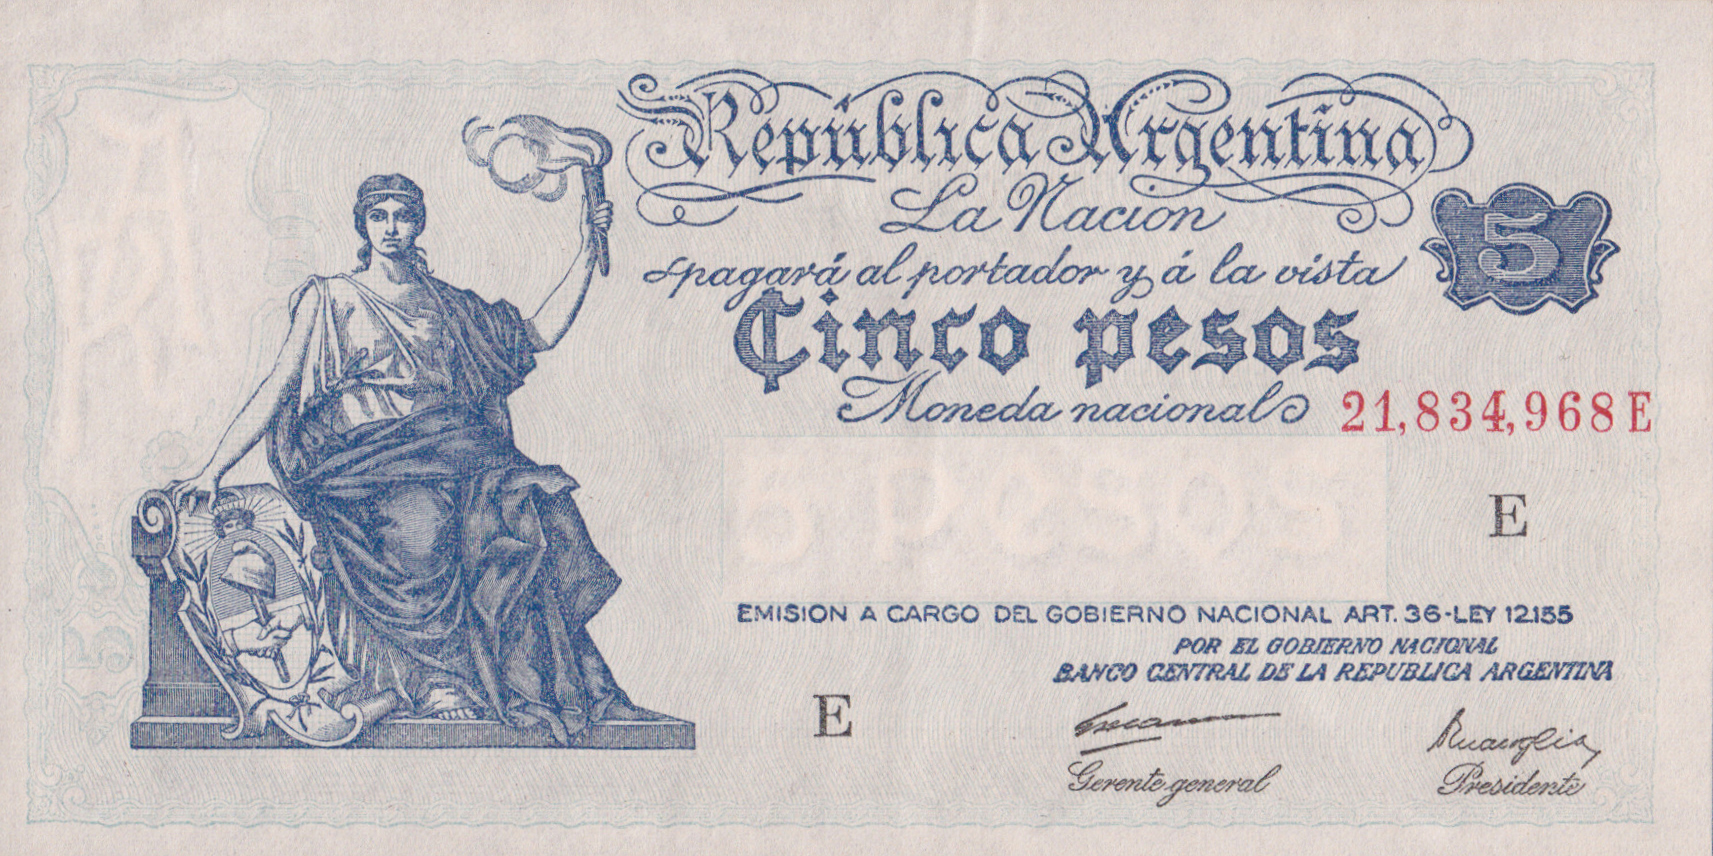 República Argentina
La Nacion
pagará al portador y á la vista
5
Cinco pesos
Moneda nacional
21,834,968 E
5 PESOS
E
EMISION A CARGO DEL GOBIERNO NACIONAL ART. 36-LEY 12.155
POR EL GOBIERNO NACIONAL
BANCO CENTRAL DE LA REPUBLICA ARGENTINA
E
Gerente general
Presidente
5